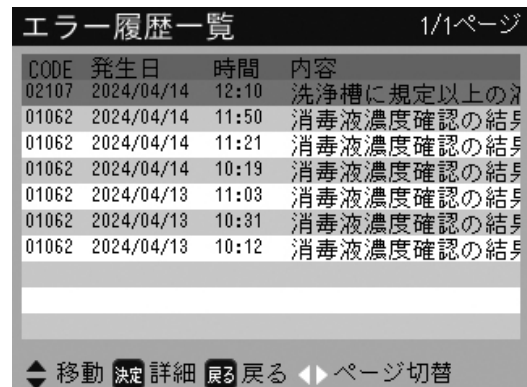 エラー履歴一覧 1/1ページ
CODE 発生日 時間 内容
02107 2024/04/14 12:10 洗浄槽に規定以上の
01062 2024/04/14 11:50 消毒液濃度確認の結果
01062 2024/04/14 11:21 消毒液濃度確認の結果
01062 2024/04/14 10:19 消毒液濃度確認の結果
01062 2024/04/13 11:03 消毒液濃度確認の結果
01062 2024/04/13 10:31 消毒液濃度確認の結果
01062 2024/04/13 10:12 消毒液濃度確認の結果
移動 決定 詳細 戻る 戻る ページ切替